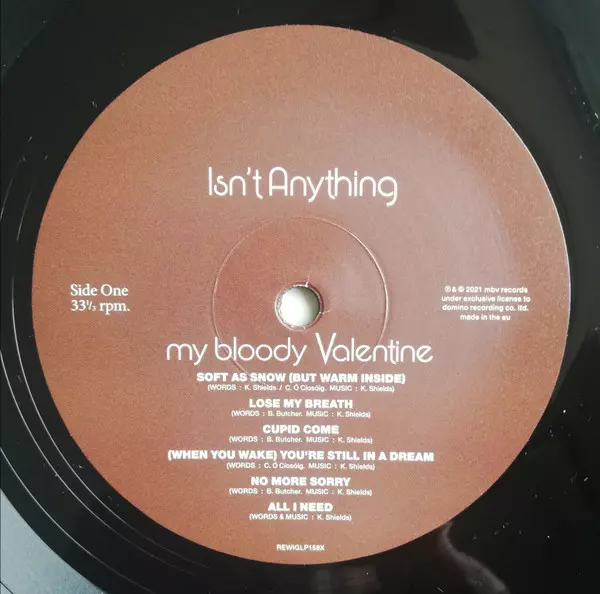 Isn't Anything
Side One
33⅓ rpm.
℗ & © 2021 mbv records
under exclusive license to
domino recording co. ltd.
made in the eu
my bloody Valentine
SOFT AS SNOW (BUT WARM INSIDE)
(WORDS : K. Shields / C. Ó Cíosóig. MUSIC : K. Shields)
LOSE MY BREATH
(WORDS : B. Butcher. MUSIC : K. Shields)
CUPID COME
(WORDS : B. Butcher. MUSIC : K. Shields)
(WHEN YOU WAKE) YOU'RE STILL IN A DREAM
(WORDS : C. Ó Cíosóig. MUSIC : K. Shields)
NO MORE SORRY
(WORDS : B. Butcher. MUSIC : K. Shields)
ALL I NEED
(WORDS & MUSIC : K. Shields)
REWIGLP158X